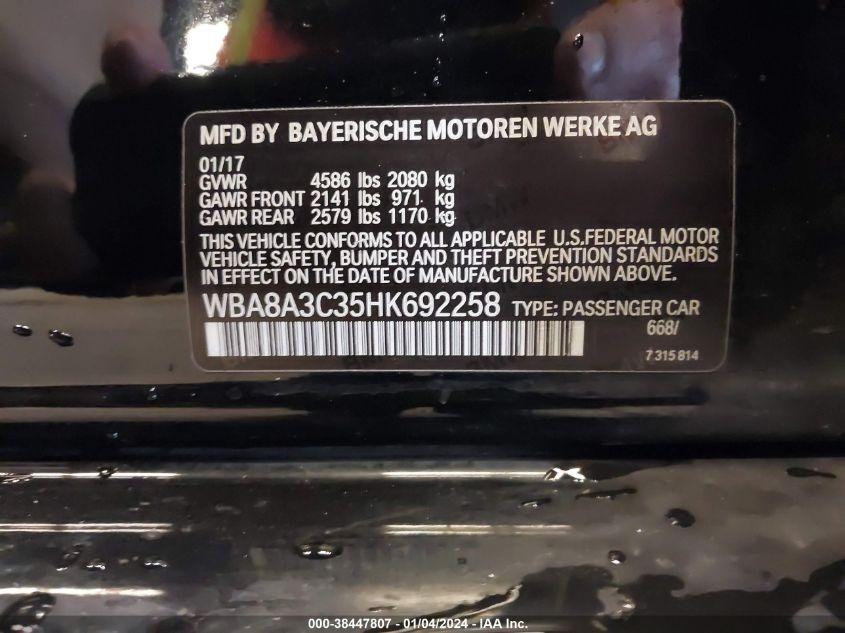 MFD BY BAYERISCHE MOTOREN WERKE AG
01/17
GVWR 4586 lbs 2080 kg
GAWR FRONT 2141 lbs 971 kg
GAWR REAR 2579 lbs 1170 kg
THIS VEHICLE CONFORMS TO ALL APPLICABLE U.S.FEDERAL MOTOR
VEHICLE SAFETY, BUMPER AND THEFT PREVENTION STANDARDS
IN EFFECT ON THE DATE OF MANUFACTURE SHOWN ABOVE.
WBA8A3C35HK692258 TYPE: PASSENGER CAR
668/
7 315 814
000-38447807 - 01/04/2024 - IAA Inc.